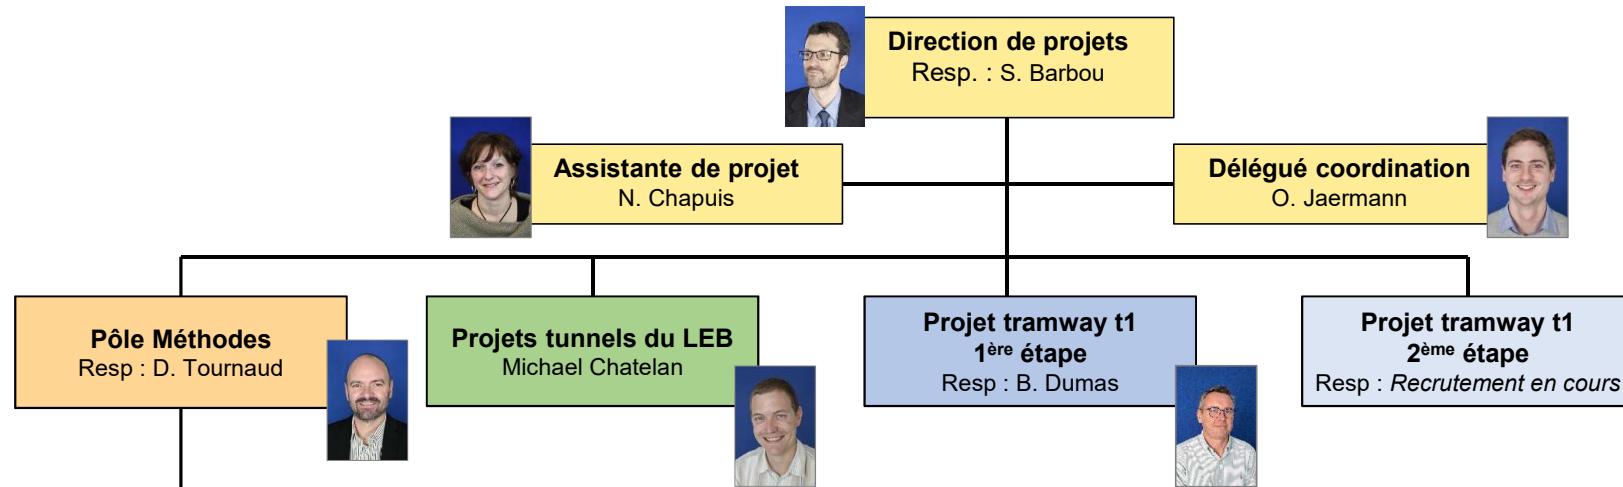 Direction de projets
Resp. : S. Barbou
Assistante de projet
N. Chapuis
Délégué coordination
O. Jaermann
Pôle Méthodes
Resp : D. Tournaud
Projets tunnels du LEB
Michael Chatelan
Projet tramway t1
1ère étape
Resp : B. Dumas
Projet tramway t1
2ème étape
Resp : Recrutement en cours